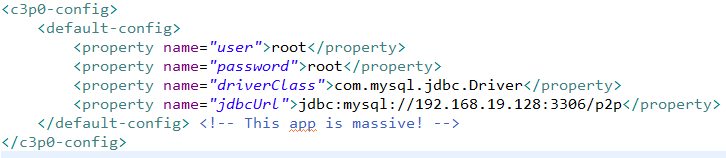 <c3p0-config>
<default-config>
<property name="user">root</property>
<property name="password">root</property>
<property name="driverClass">com.mysql.jdbc.Driver</property>
<property name="jdbcUrl">jdbc:mysql://192.168.19.128:3306/p2p</property>
</default-config> <!-- This app is massive! -->
</c3p0-config>